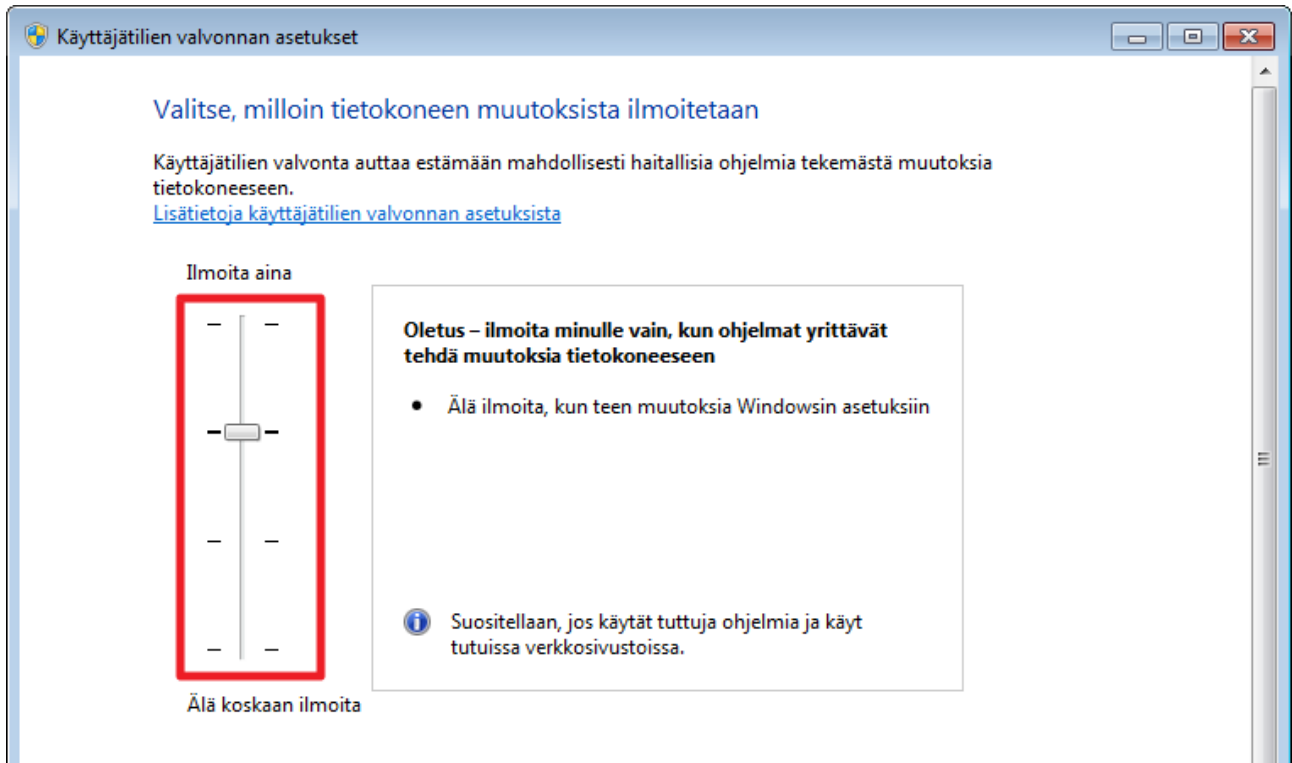 Käyttäjätilien valvonnan asetukset
Valitse, milloin tietokoneen muutoksista ilmoitetaan
Käyttäjätilien valvonta auttaa estämään mahdollisesti haitallisia ohjelmia tekemästä muutoksia
tietokoneeseen.
Lisätietoja käyttäjätilien valvonnan asetuksista
Ilmoita aina
Oletus – ilmoita minulle vain, kun ohjelmat yrittävät
tehdä muutoksia tietokoneeseen
• Älä ilmoita, kun teen muutoksia Windowsin asetuksiin
Suositellaan, jos käytät tuttuja ohjelmia ja käyt
tutuissa verkkosivustoissa.
Älä koskaan ilmoita